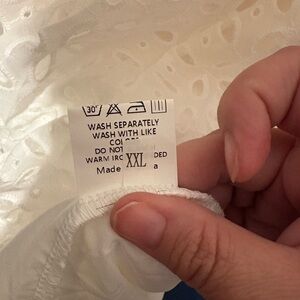 30°
WASH SEPARATELY
WASH WITH LIKE
DO NOT
WARM
XXL
Made